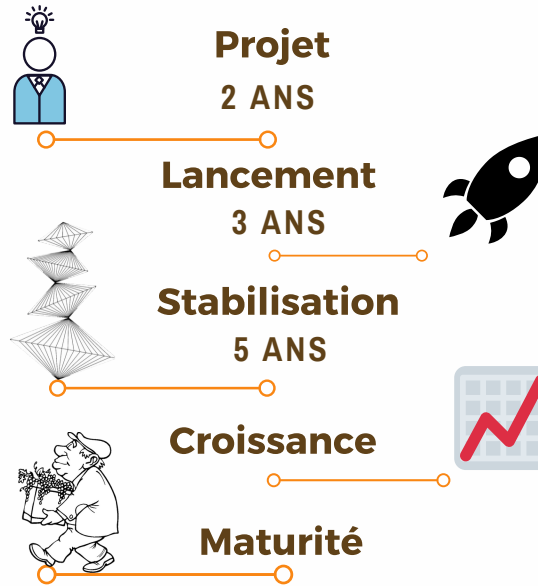 Projet
2 ANS
Lancement
3 ANS
Stabilisation
5 ANS
Croissance
Maturité